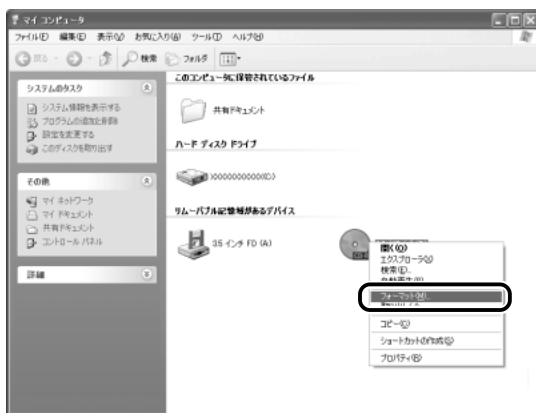 マイ コンピュータ
ファイル(F) 編集(E) 表示(V) お気に入り(A) ツール(T) ヘルプ(H)
戻る 検索 フォルダ
システムのタスク
システム情報を表示する
プログラムの追加と削除
設定を変更する
このディスクを取り出す
その他
マイ ネットワーク
マイ ドキュメント
共有ドキュメント
コントロール パネル
詳細
このコンピュータに保管されているファイル
共有ドキュメント
ハード ディスク ドライブ
リムーバブル記憶域があるデバイス
3.5 インチ FD (A)
開く(O)
エクスプローラ(X)
検索(E)...
自動再生(P)
フォーマット(M)...
コピー(C)
ショートカットの作成(S)
プロパティ(R)